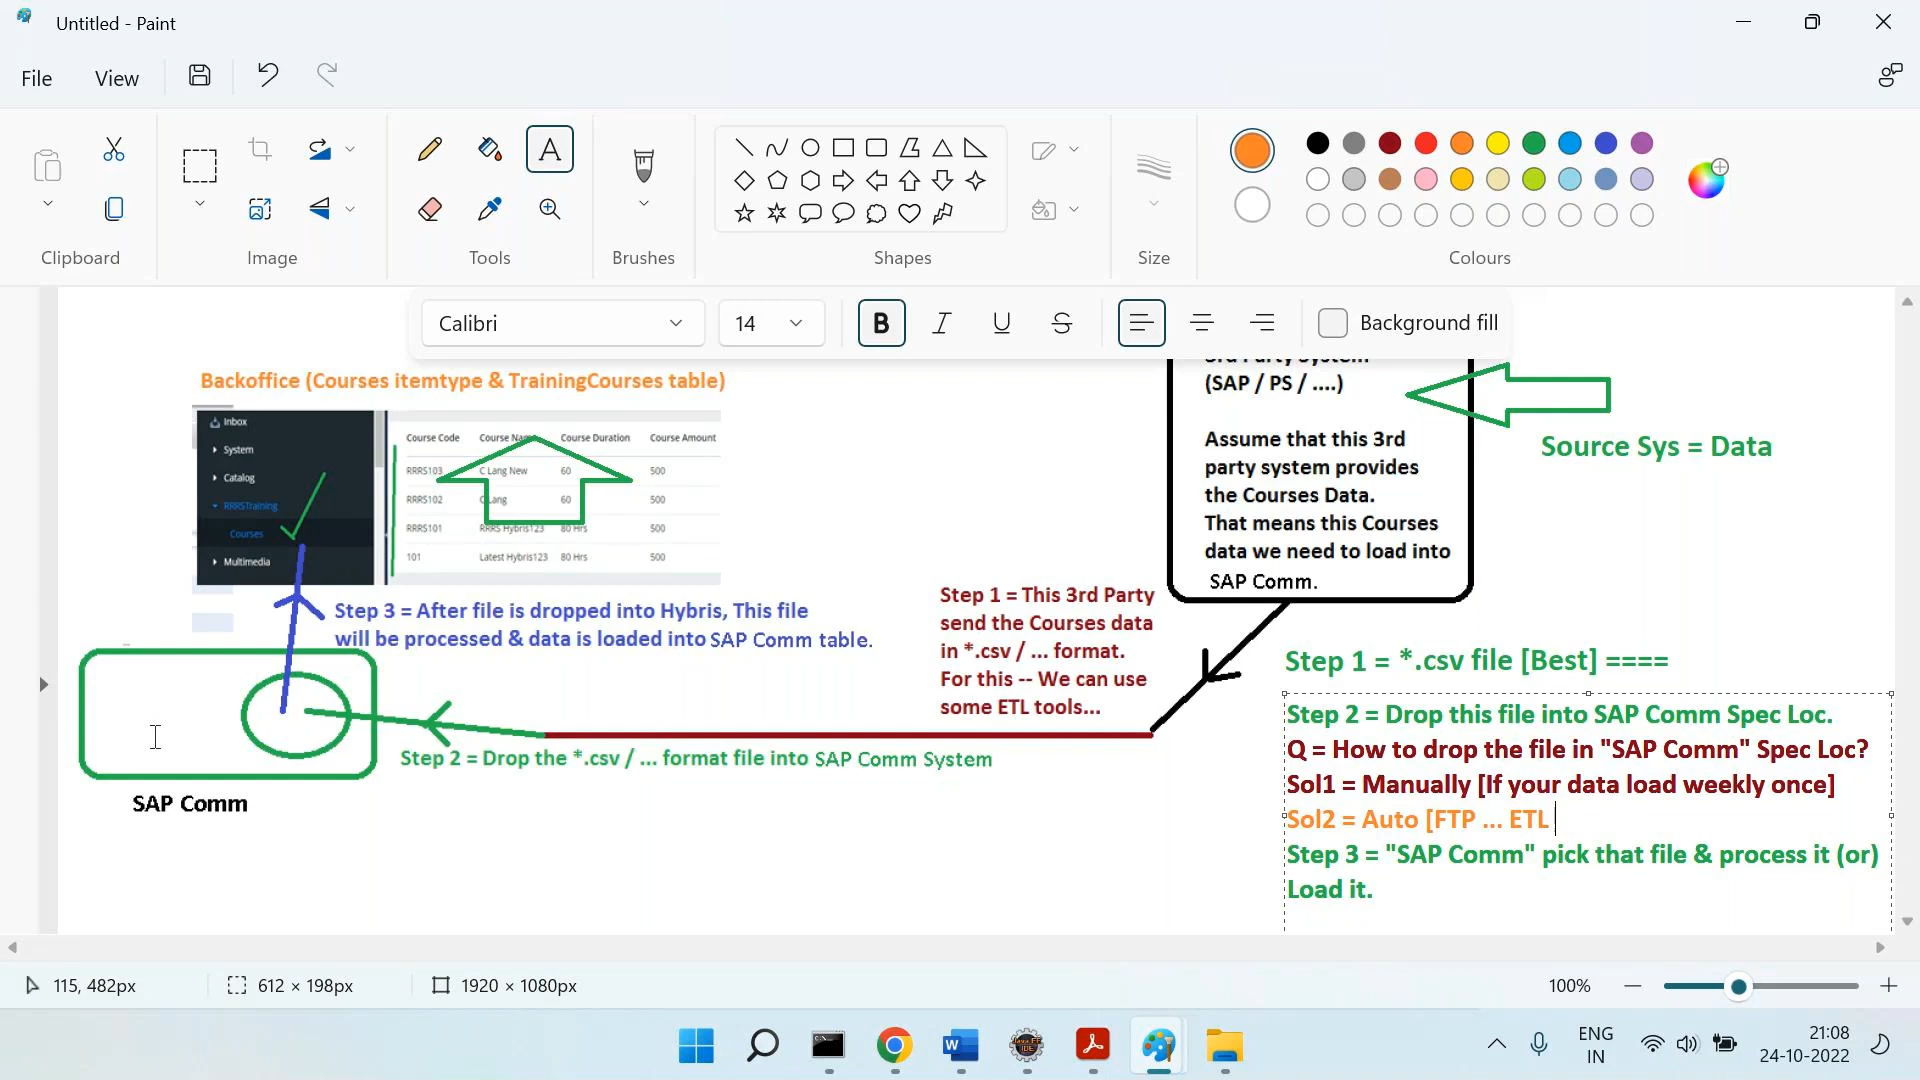 Untitled - Paint
File View
Clipboard
Image
Tools
Brushes
Shapes
Size
Colours
Calibri
14
B I U S
Background fill
Backoffice (Courses itemtype & TrainingCourses table)
Inbox
System
Catalog
RRRSTraining
Courses
Multimedia
Course Code Course Name Course Duration Course Amount
RRRS103 C Lang New 60 500
RRRS102 C Lang 60 500
RRRS101 RRRS Hybris123 80 Hrs 500
101 Latest Hybris123 80 Hrs 500
3rd Party System
(SAP / PS / ....)
Assume that this 3rd
party system provides
the Courses Data.
That means this Courses
data we need to load into
SAP Comm.
Source Sys = Data
Step 3 = After file is dropped into Hybris, This file
will be processed & data is loaded into SAP Comm table.
Step 1 = This 3rd Party
send the Courses data
in *.csv / ... format.
For this -- We can use
some ETL tools...
Step 2 = Drop the *.csv / ... format file into SAP Comm System
SAP Comm
Step 1 = *.csv file [Best] ====
Step 2 = Drop this file into SAP Comm Spec Loc.
Q = How to drop the file in "SAP Comm" Spec Loc?
Sol1 = Manually [If your data load weekly once]
Sol2 = Auto [FTP ... ETL
Step 3 = "SAP Comm" pick that file & process it (or)
Load it.
115, 482px
612 × 198px
1920 × 1080px
100%
ENG
IN
21:08
24-10-2022